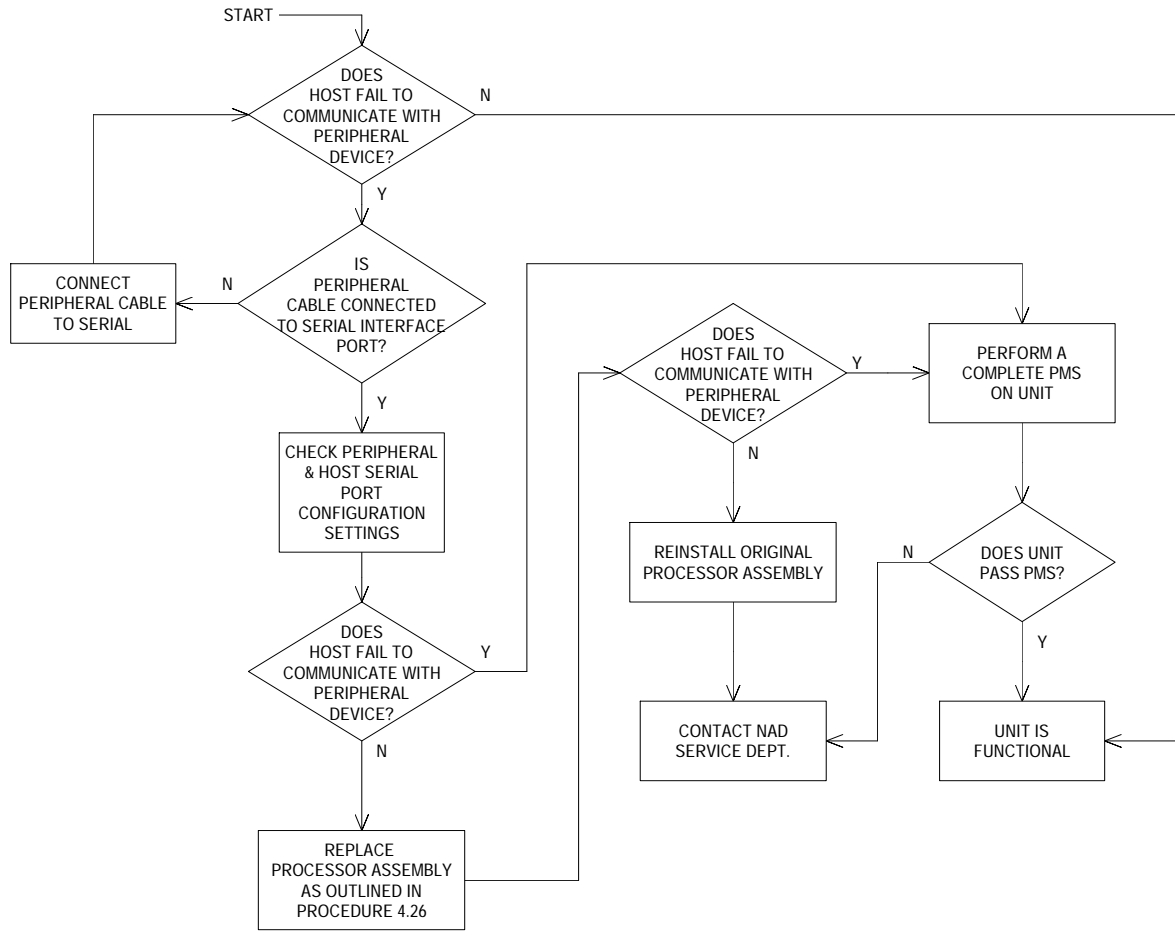 START
DOES
HOST FAIL TO
COMMUNICATE WITH
PERIPHERAL
DEVICE?
N
Y
IS
PERIPHERAL
CABLE CONNECTED
TO SERIAL INTERFACE
PORT?
N
CONNECT
PERIPHERAL CABLE
TO SERIAL
Y
CHECK PERIPHERAL
& HOST SERIAL
PORT
CONFIGURATION
SETTINGS
DOES
HOST FAIL TO
COMMUNICATE WITH
PERIPHERAL
DEVICE?
Y
N
REPLACE
PROCESSOR ASSEMBLY
AS OUTLINED IN
PROCEDURE 4.26
DOES
HOST FAIL TO
COMMUNICATE WITH
PERIPHERAL
DEVICE?
Y
N
REINSTALL ORIGINAL
PROCESSOR ASSEMBLY
CONTACT NAD
SERVICE DEPT.
PERFORM A
COMPLETE PMS
ON UNIT
DOES UNIT
PASS PMS?
N
Y
UNIT IS
FUNCTIONAL